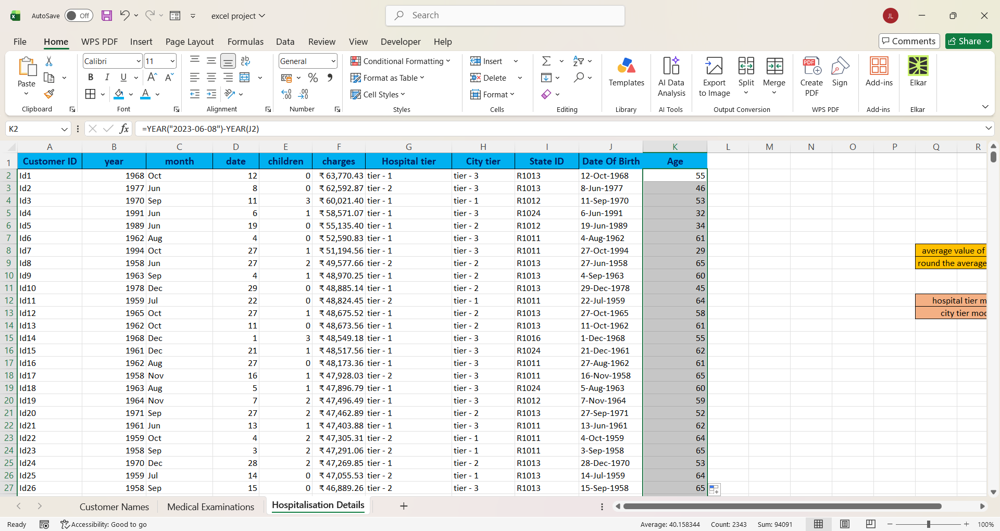 AutoSave Off excel project Search JL
File Home WPS PDF Insert Page Layout Formulas Data Review View Developer Help Comments Share
Paste Calibri 11 General Conditional Formatting Format as Table Cell Styles Insert Delete Format Templates AI Data Analysis Export to Image Split Merge Create PDF Sign Add-ins Elkar
Clipboard Font Alignment Number Styles Cells Editing Library AI Tools Output Conversion WPS PDF Add-ins Elkar
K2 fx =YEAR("2023-06-08")-YEAR(J2)
A B C D E F G H I J K L M N O P Q R
1 Customer ID year month date children charges Hospital tier City tier State ID Date Of Birth Age
2 Id1 1968 Oct 12 0 ₹ 63,770.43 tier - 1 tier - 3 R1013 12-Oct-1968 55
3 Id2 1977 Jun 8 0 ₹ 62,592.87 tier - 2 tier - 3 R1013 8-Jun-1977 46
4 Id3 1970 Sep 11 3 ₹ 60,021.40 tier - 1 tier - 1 R1012 11-Sep-1970 53
5 Id4 1991 Jun 6 1 ₹ 58,571.07 tier - 1 tier - 3 R1024 6-Jun-1991 32
6 Id5 1989 Jun 19 0 ₹ 55,135.40 tier - 1 tier - 2 R1012 19-Jun-1989 34
7 Id6 1962 Aug 4 0 ₹ 52,590.83 tier - 1 tier - 3 R1011 4-Aug-1962 61
8 Id7 1994 Oct 27 1 ₹ 51,194.56 tier - 1 tier - 3 R1011 27-Oct-1994 29 average value of
9 Id8 1958 Jun 27 2 ₹ 49,577.66 tier - 2 tier - 2 R1013 27-Jun-1958 65 round the average
10 Id9 1963 Sep 4 1 ₹ 48,970.25 tier - 1 tier - 2 R1013 4-Sep-1963 60
11 Id10 1978 Dec 29 0 ₹ 48,885.14 tier - 1 tier - 2 R1013 29-Dec-1978 45
12 Id11 1959 Jul 22 0 ₹ 48,824.45 tier - 2 tier - 1 R1011 22-Jul-1959 64 hospital tier m
13 Id12 1965 Oct 27 1 ₹ 48,675.52 tier - 1 tier - 2 R1013 27-Oct-1965 58 city tier mod
14 Id13 1962 Oct 11 0 ₹ 48,673.56 tier - 1 tier - 2 R1013 11-Oct-1962 61
15 Id14 1968 Dec 1 3 ₹ 48,549.18 tier - 1 tier - 3 R1016 1-Dec-1968 55
16 Id15 1961 Dec 21 1 ₹ 48,517.56 tier - 1 tier - 3 R1024 21-Dec-1961 62
17 Id16 1962 Aug 27 0 ₹ 48,173.36 tier - 1 tier - 3 R1011 27-Aug-1962 61
18 Id17 1958 Nov 16 1 ₹ 47,928.03 tier - 2 tier - 3 R1011 16-Nov-1958 65
19 Id18 1963 Aug 5 1 ₹ 47,896.79 tier - 1 tier - 3 R1024 5-Aug-1963 60
20 Id19 1964 Nov 7 2 ₹ 47,496.49 tier - 1 tier - 3 R1012 7-Nov-1964 59
21 Id20 1971 Sep 27 2 ₹ 47,462.89 tier - 1 tier - 2 R1013 27-Sep-1971 52
22 Id21 1961 Jun 13 1 ₹ 47,403.88 tier - 1 tier - 3 R1011 13-Jun-1961 62
23 Id22 1959 Oct 4 2 ₹ 47,305.31 tier - 2 tier - 1 R1011 4-Oct-1959 64
24 Id23 1958 Sep 3 2 ₹ 47,291.06 tier - 2 tier - 1 R1011 3-Sep-1958 65
25 Id24 1970 Dec 28 2 ₹ 47,269.85 tier - 1 tier - 2 R1013 28-Dec-1970 53
26 Id25 1959 Jul 14 0 ₹ 47,055.53 tier - 2 tier - 1 R1013 14-Jul-1959 64
27 Id26 1958 Sep 15 0 ₹ 46,889.26 tier - 2 tier - 3 R1013 15-Sep-1958 65
Customer Names Medical Examinations Hospitalisation Details
Ready Accessibility: Good to go Average: 40.158344 Count: 2343 Sum: 94091 100%